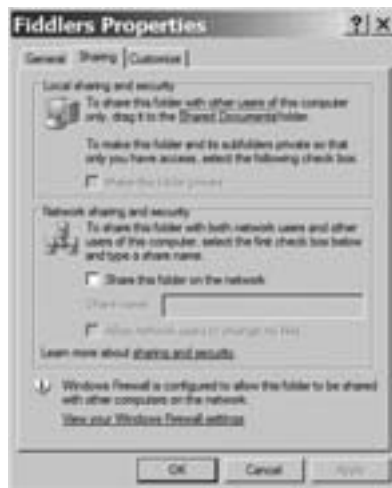 Fiddlers Properties
General Sharing Customise
Local sharing and security
To share this folder with other users of this computer
only, drag it to the Shared Documents folder.
To make this folder and its subfolders private so that
only you have access, select the following check box.
Make this folder private
Network sharing and security
To share this folder with both network users and other
users of this computer, select the first check box below
and type a share name.
Share this folder on the network
Share name:
Allow network users to change my files
Learn more about sharing and security.
Windows Firewall is configured to allow this folder to be shared
with other computers on the network.
View your Windows Firewall settings
OK Cancel Apply